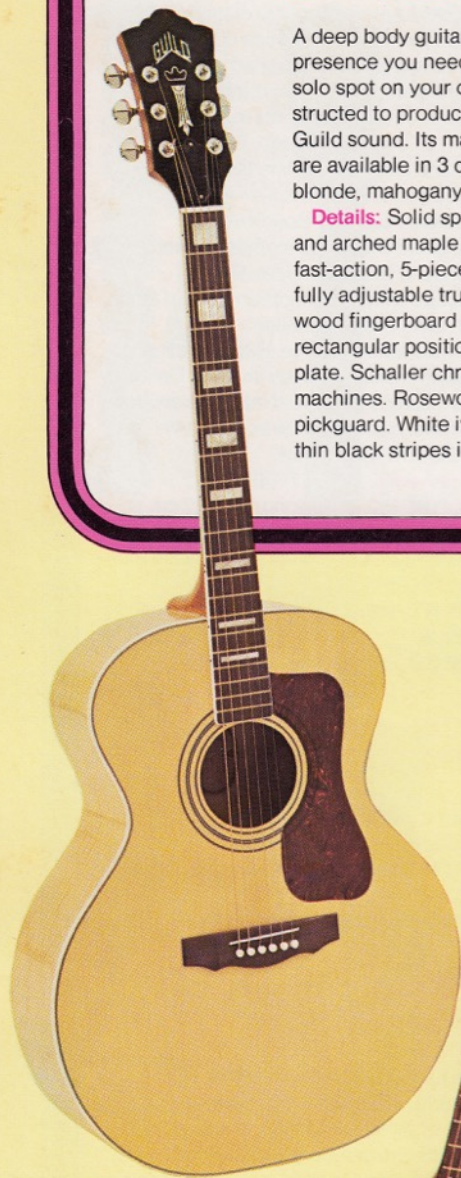 GUILD
A deep body guita
presence you need
solo spot on your
structed to produc
Guild sound. Its ma
are available in 3
blonde, mahogany
Details: Solid sp
and arched maple
fast-action, 5-piece
fully adjustable tru
wood fingerboard
rectangular positio
plate. Schaller chr
machines. Rosewo
pickguard. White i
thin black stripes i